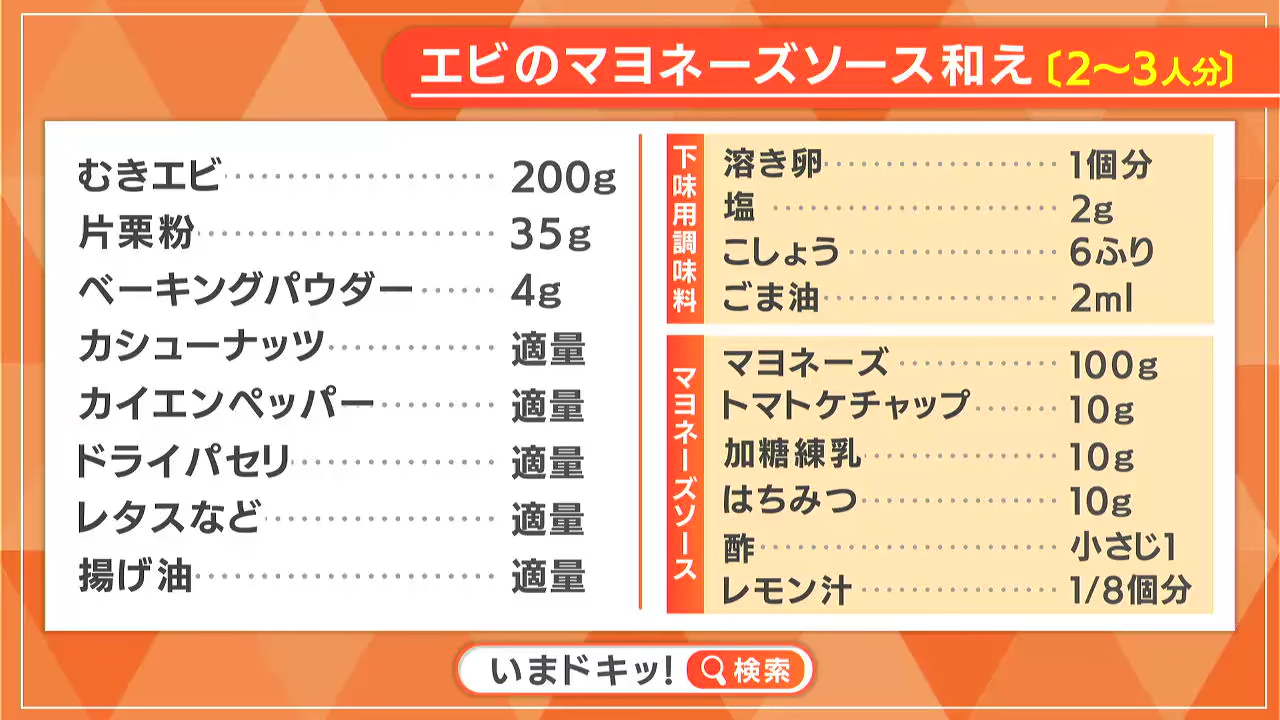 エビのマヨネーズソース和え〔2～3人分〕
むきエビ 200g
片栗粉 35g
ベーキングパウダー 4g
カシューナッツ 適量
カイエンペッパー 適量
ドライパセリ 適量
レタスなど 適量
揚げ油 適量
下味用調味料
溶き卵 1個分
塩 2g
こしょう 6ふり
ごま油 2ml
マヨネーズソース
マヨネーズ 100g
トマトケチャップ 10g
加糖練乳 10g
はちみつ 10g
酢 小さじ1
レモン汁 1/8個分
いまドキッ! 検索